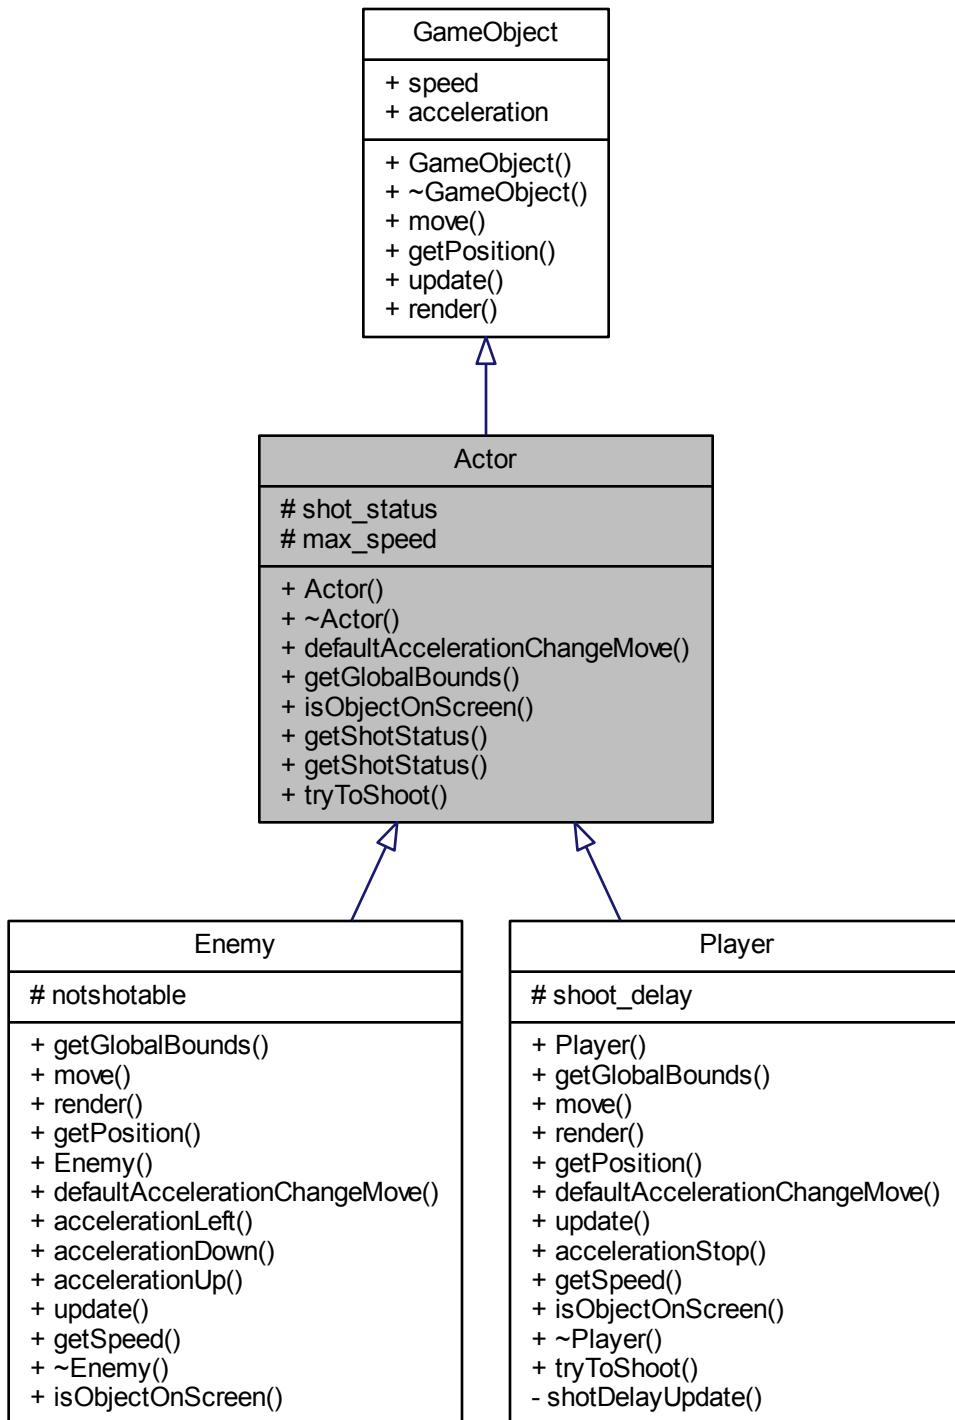 GameObject
+ speed
+ acceleration
+ GameObject()
+ ~GameObject()
+ move()
+ getPosition()
+ update()
+ render()
Actor
# shot_status
# max_speed
+ Actor()
+ ~Actor()
+ defaultAccelerationChangeMove()
+ getGlobalBounds()
+ isObjectOnScreen()
+ getShotStatus()
+ getShotStatus()
+ tryToShoot()
Enemy
# notshotable
+ getGlobalBounds()
+ move()
+ render()
+ getPosition()
+ Enemy()
+ defaultAccelerationChangeMove()
+ accelerationLeft()
+ accelerationDown()
+ accelerationUp()
+ update()
+ getSpeed()
+ ~Enemy()
+ isObjectOnScreen()
Player
# shoot_delay
+ Player()
+ getGlobalBounds()
+ move()
+ render()
+ getPosition()
+ defaultAccelerationChangeMove()
+ update()
+ accelerationStop()
+ getSpeed()
+ isObjectOnScreen()
+ ~Player()
+ tryToShoot()
- shotDelayUpdate()